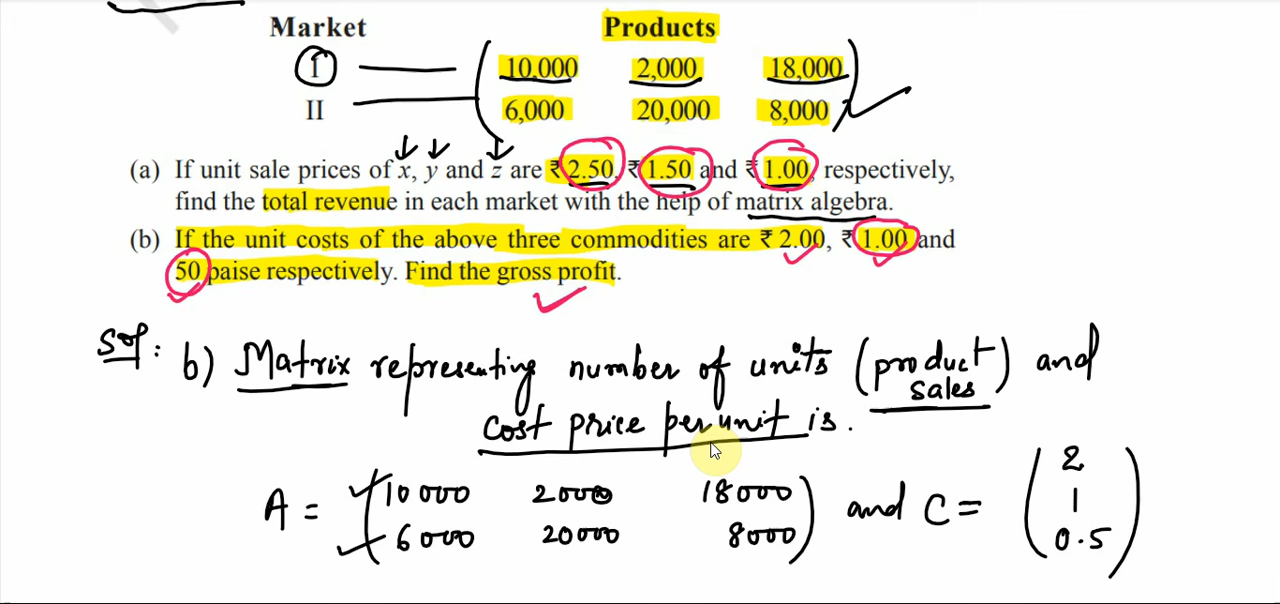 Market Products
I 10,000 2,000 18,000
II 6,000 20,000 8,000
(a) If unit sale prices of x, y and z are ₹ 2.50, ₹ 1.50 and ₹ 1.00, respectively,
find the total revenue in each market with the help of matrix algebra.
(b) If the unit costs of the above three commodities are ₹ 2.00, ₹ 1.00 and
50 paise respectively. Find the gross profit.
Sol: b) Matrix representing number of units (product sales) and
cost price per unit is.
A = (10000 2000 18000 and C = (2
6000 20000 8000) 1
0.5)